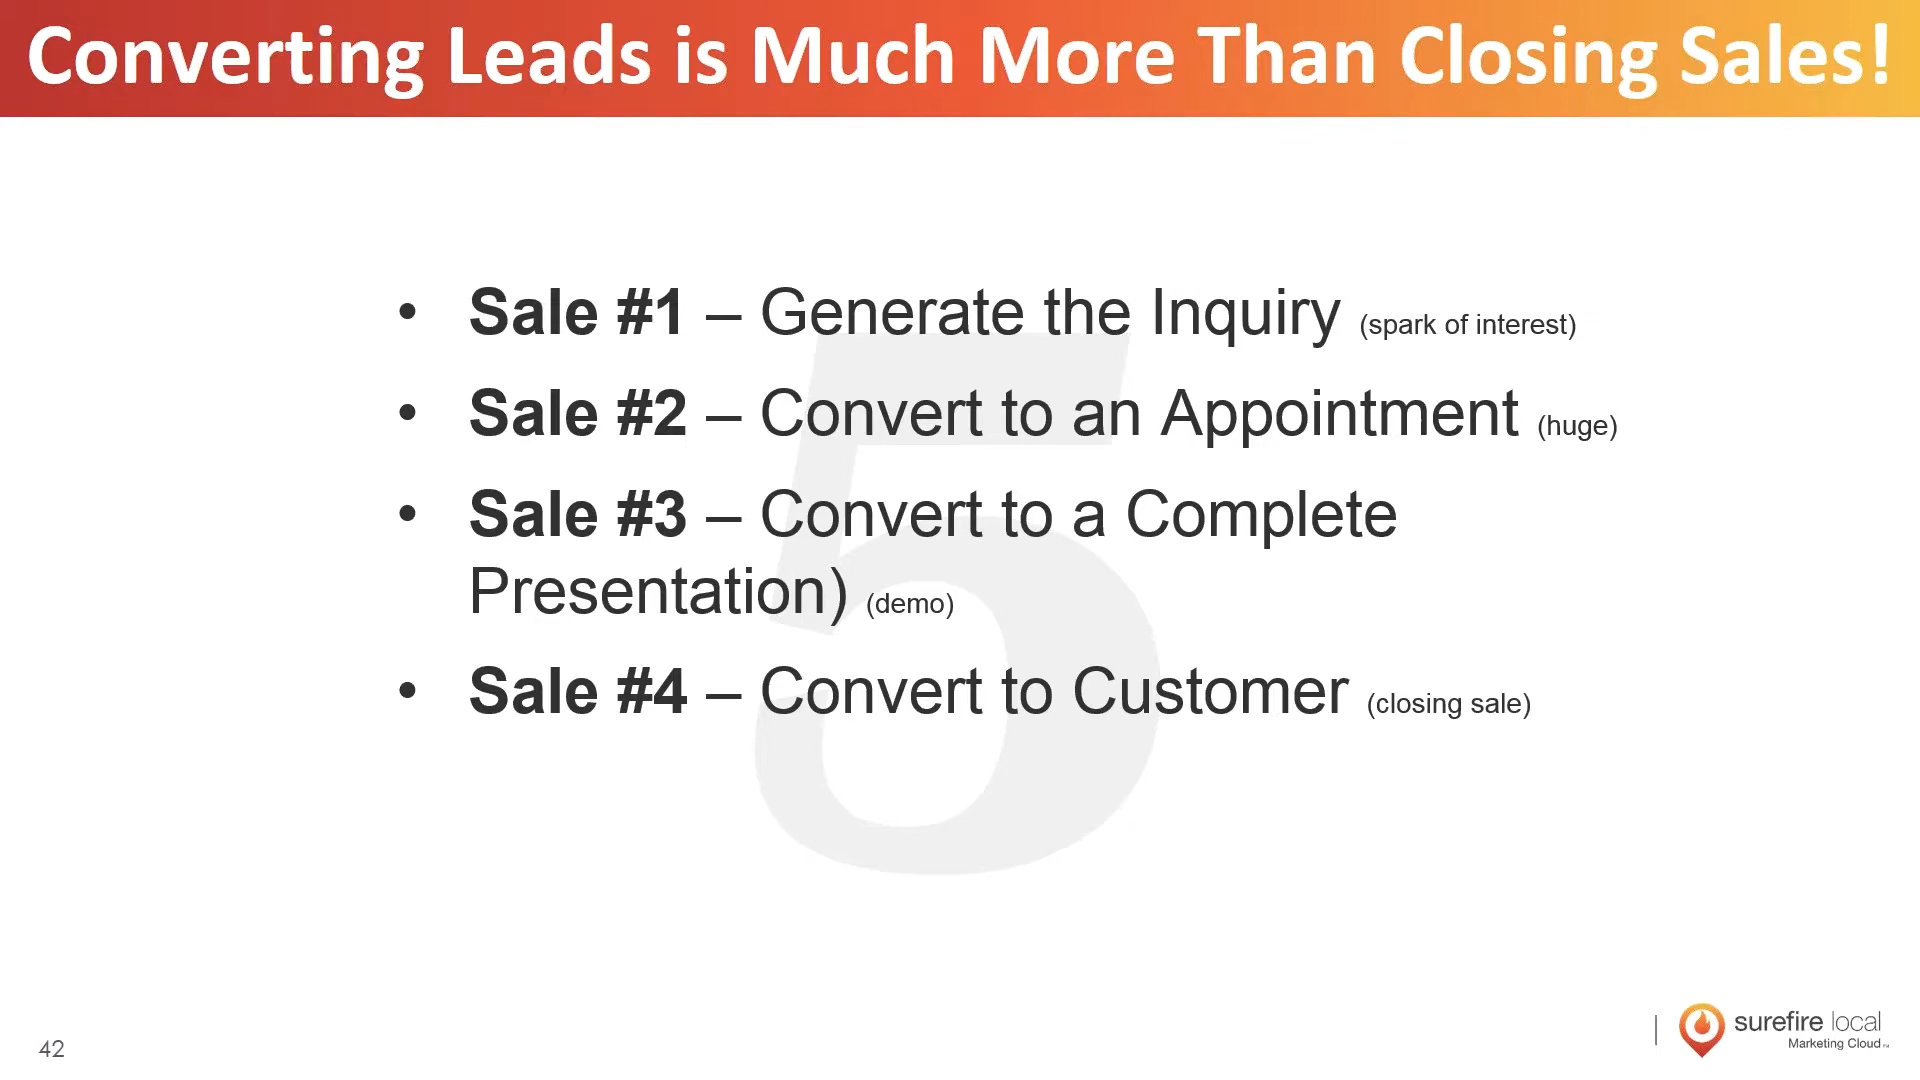 Converting Leads is Much More Than Closing Sales!
5
• Sale #1 – Generate the Inquiry (spark of interest)
• Sale #2 – Convert to an Appointment (huge)
• Sale #3 – Convert to a Complete
Presentation) (demo)
• Sale #4 – Convert to Customer (closing sale)
42
surefire local
Marketing Cloud™